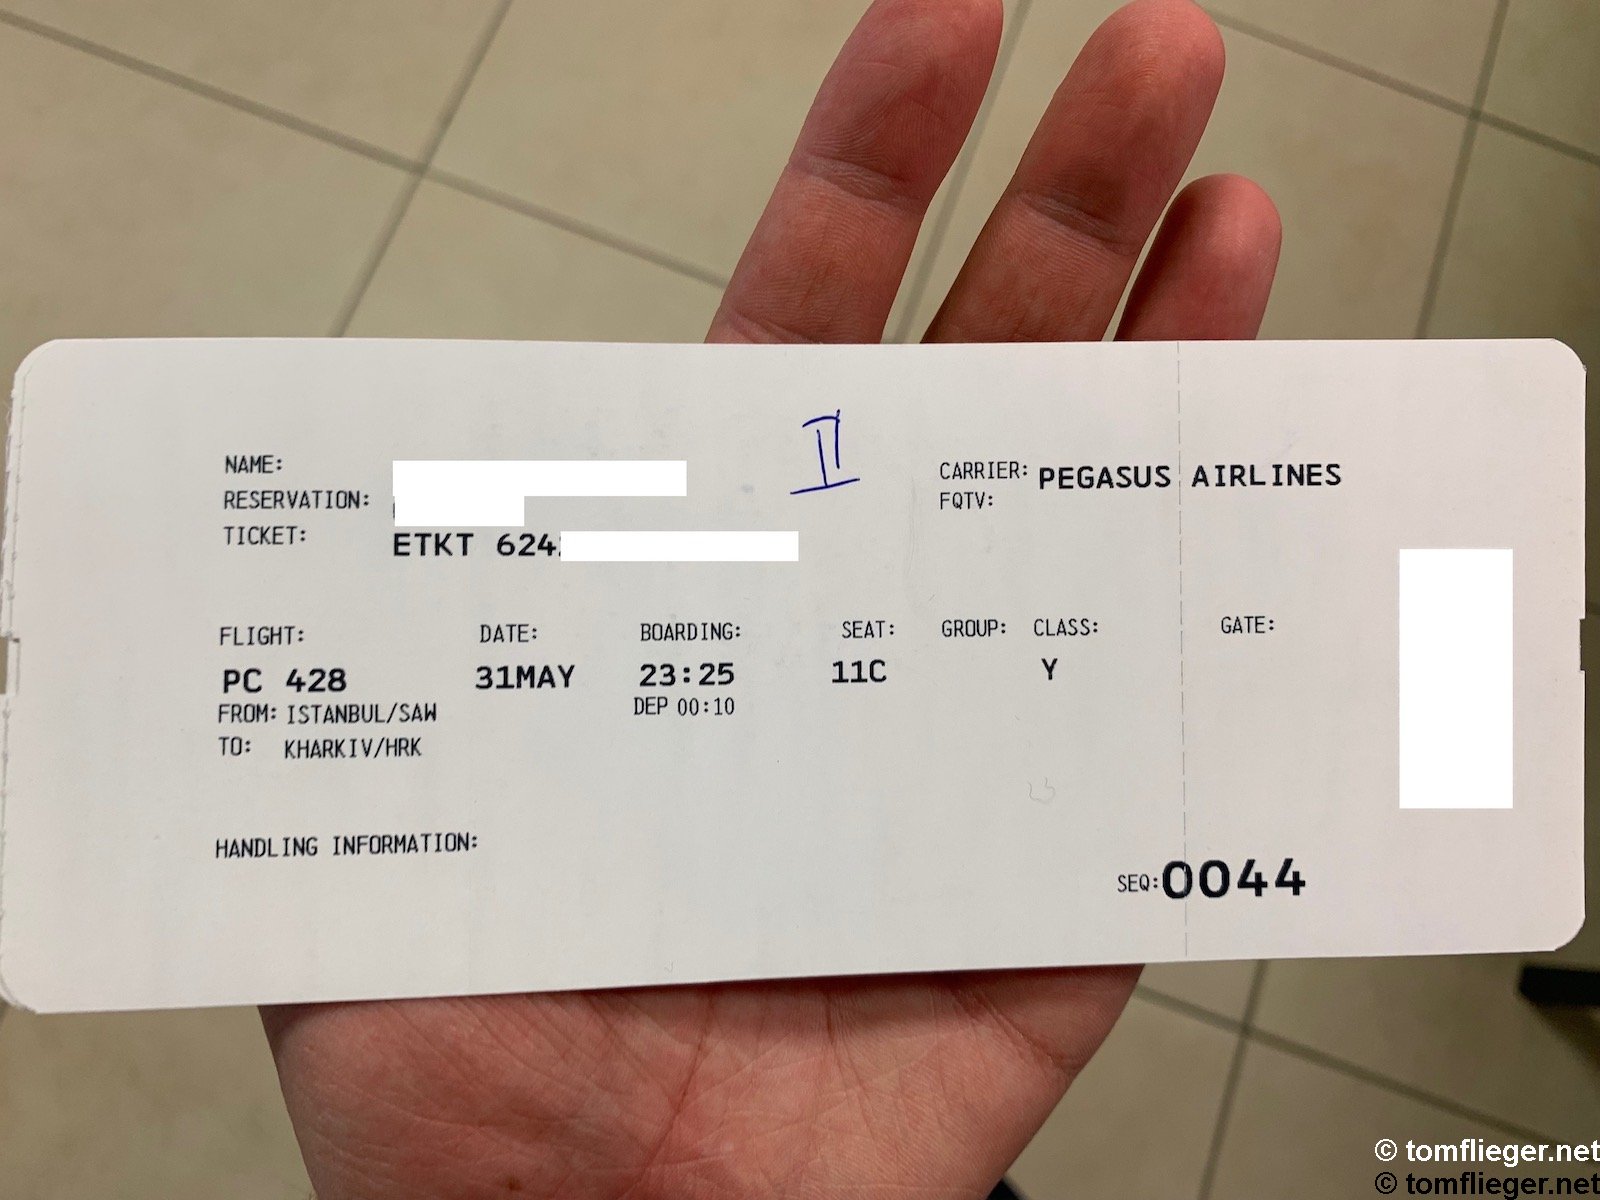 NAME:
RESERVATION:
TICKET: ETKT 624
CARRIER: PEGASUS AIRLINES
FQTV:
FLIGHT: DATE: BOARDING: SEAT: GROUP: CLASS: GATE:
PC 428 31MAY 23:25 11C Y
FROM: ISTANBUL/SAW DEP 00:10
TO: KHARKIV/HRK
HANDLING INFORMATION:
SEQ:0044
© tomflieger.net
© tomflieger.net